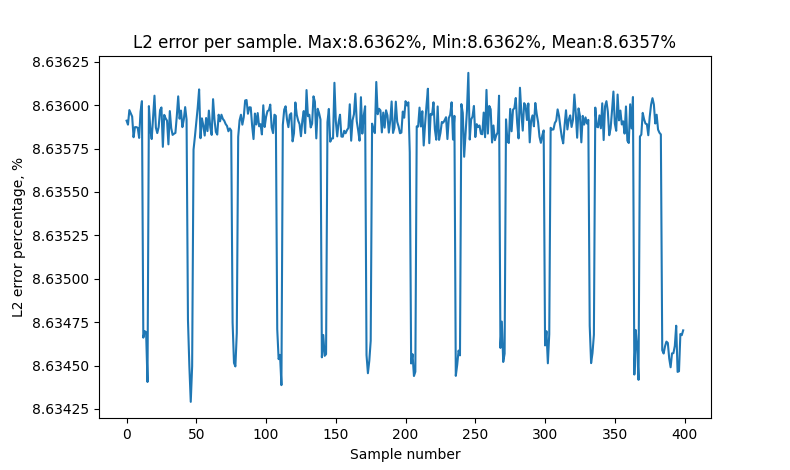 L2 error per sample. Max:8.6362%, Min:8.6362%, Mean:8.6357%
L2 error percentage, %
8.63625
8.63600
8.63575
8.63550
8.63525
8.63500
8.63475
8.63450
8.63425
0 50 100 150 200 250 300 350 400
Sample number